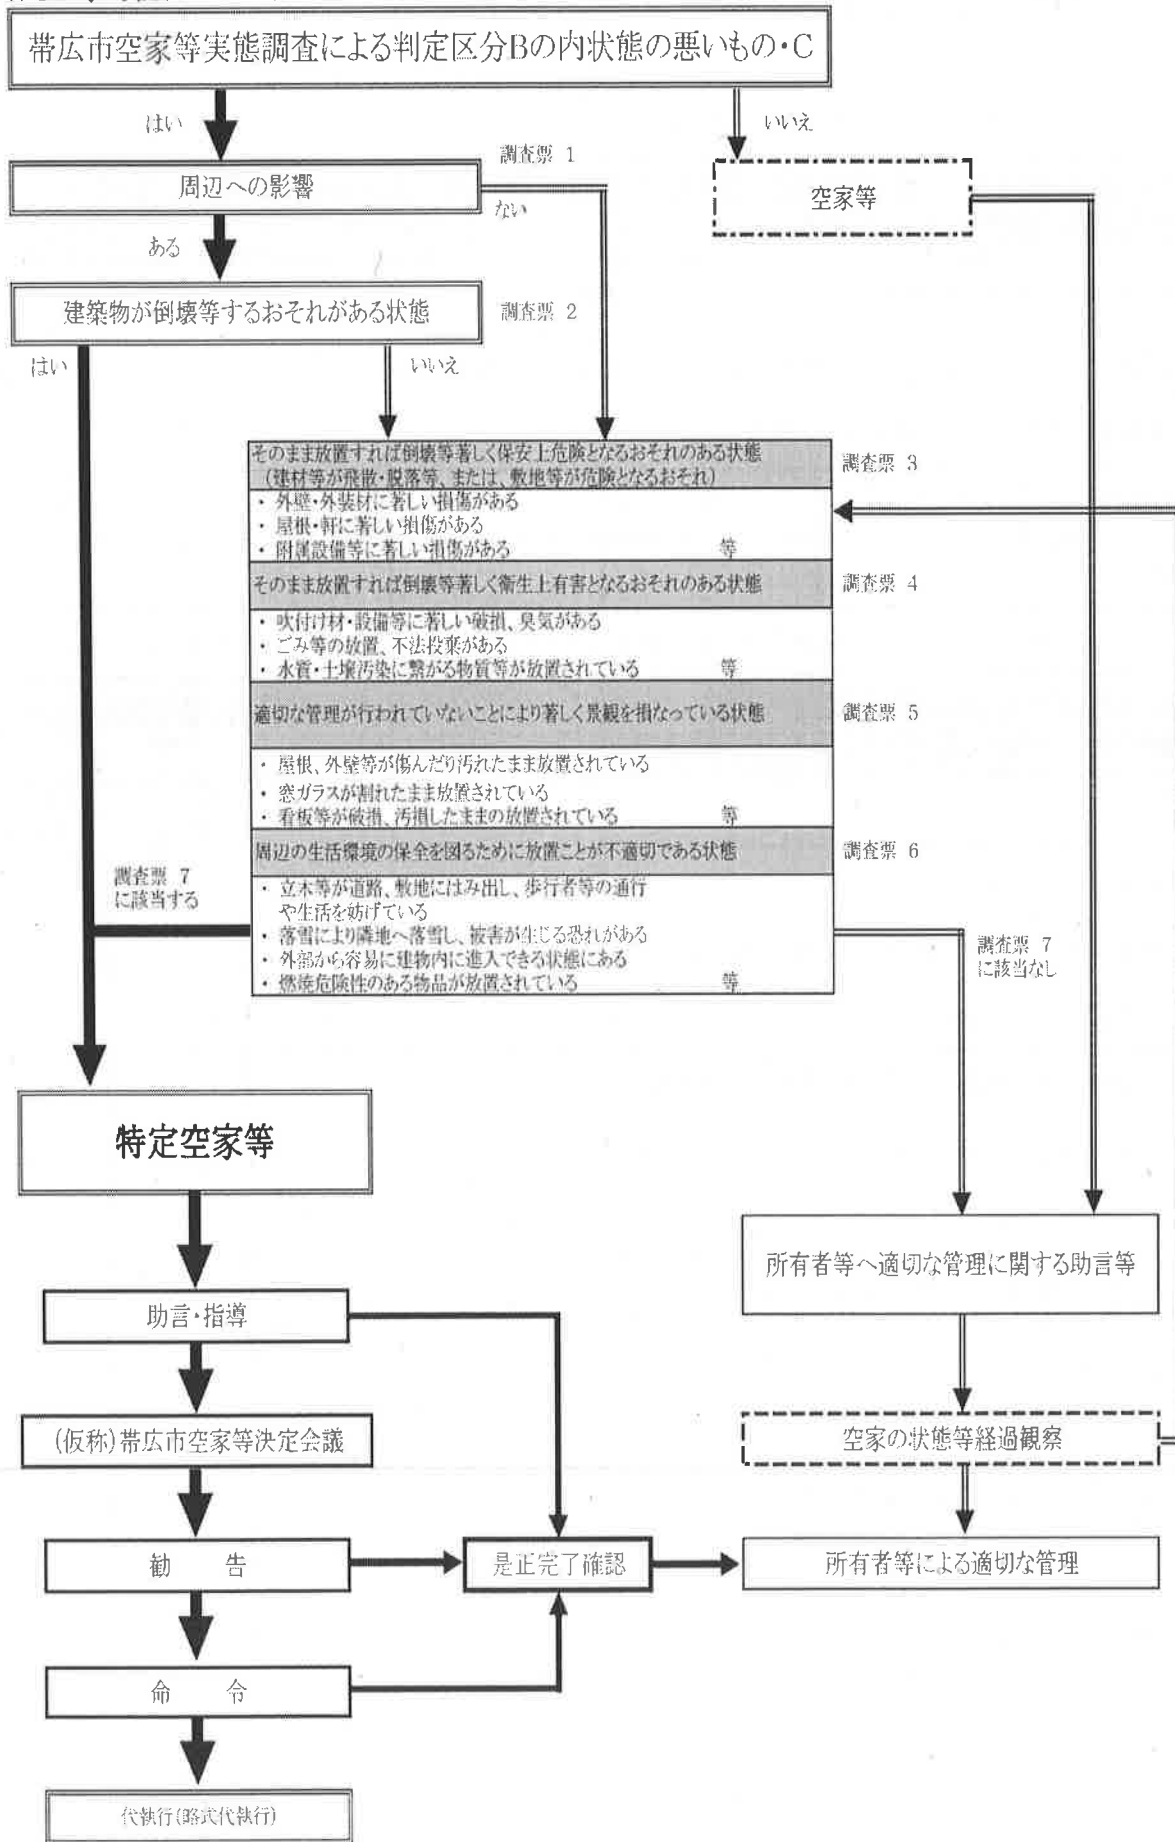 帯広市空家等実態調査による判定区分Bの内状態の悪いもの・C
はい
いいえ
調査票 1
周辺への影響
ない
空家等
ある
建築物が倒壊等するおそれがある状態
調査票 2
はい
いいえ
そのまま放置すれば倒壊等著しく保安上危険となるおそれのある状態
(建材等が飛散・脱落等、または、敷地等が危険となるおそれ)
調査票 3
・ 外壁・外装材に著しい損傷がある
・ 屋根・軒に著しい損傷がある
・ 附属設備等に著しい損傷がある 等
そのまま放置すれば倒壊等著しく衛生上有害となるおそれのある状態
調査票 4
・ 吹付け材・設備等に著しい破損、臭気がある
・ ごみ等の放置、不法投棄がある
・ 水質・土壌汚染に繋がる物質等が放置されている 等
適切な管理が行われていないことにより著しく景観を損なっている状態
調査票 5
・ 屋根、外壁等が傷んだり汚れたまま放置されている
・ 窓ガラスが割れたまま放置されている
・ 看板等が破損、汚損したままの放置されている 等
周辺の生活環境の保全を図るために放置ことが不適切である状態
調査票 6
・ 立木等が道路、敷地にはみ出し、歩行者等の通行
や生活を妨げている
・ 落雪により隣地へ落雪し、被害が生じる恐れがある
・ 外部から容易に建物内に進入できる状態にある
・ 燃焼危険性のある物品が放置されている 等
調査票 7
に該当する
調査票 7
に該当なし
特定空家等
所有者等へ適切な管理に関する助言等
助言・指導
(仮称)帯広市空家等決定会議
空家の状態等経過観察
勧 告
是正完了確認
所有者等による適切な管理
命 令
代執行(略式代執行)